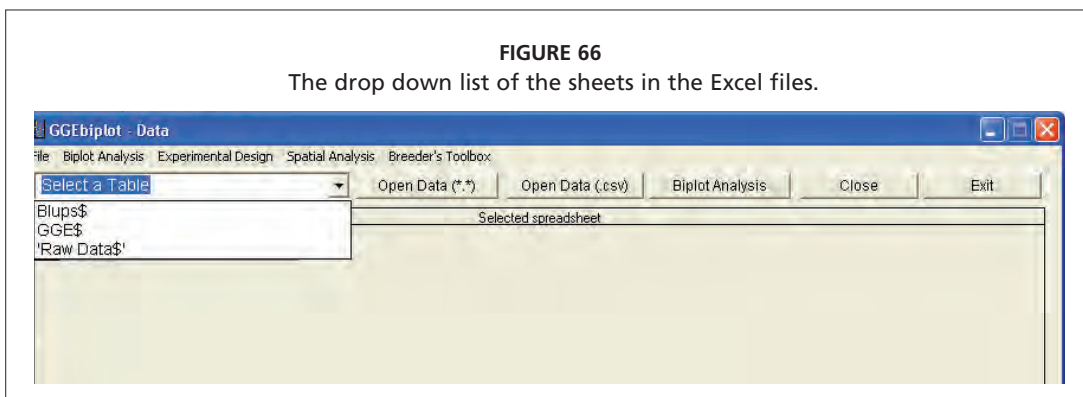 FIGURE 66
The drop down list of the sheets in the Excel files.
GGEbiplot - Data
File Biplot Analysis Experimental Design Spatial Analysis Breeder's Toolbox
Select a Table Open Data (*.*) Open Data (.csv) Biplot Analysis Close Exit
Selected spreadsheet
Blups$
GGE$
'Raw Data$'